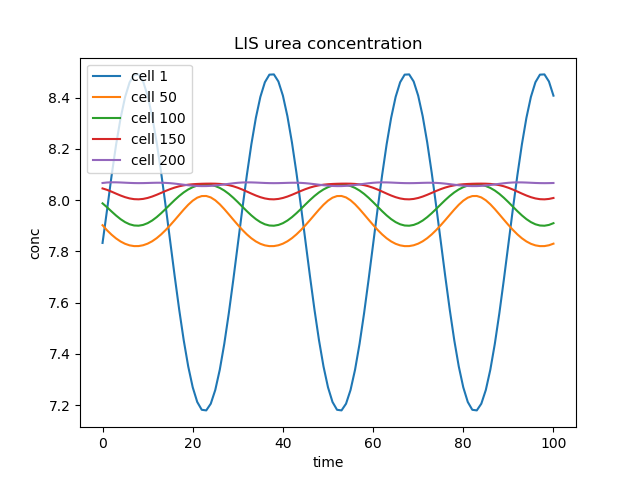 LIS urea concentration
cell 1
cell 50
cell 100
cell 150
cell 200
conc
8.4
8.2
8.0
7.8
7.6
7.4
7.2
0 20 40 60 80 100
time